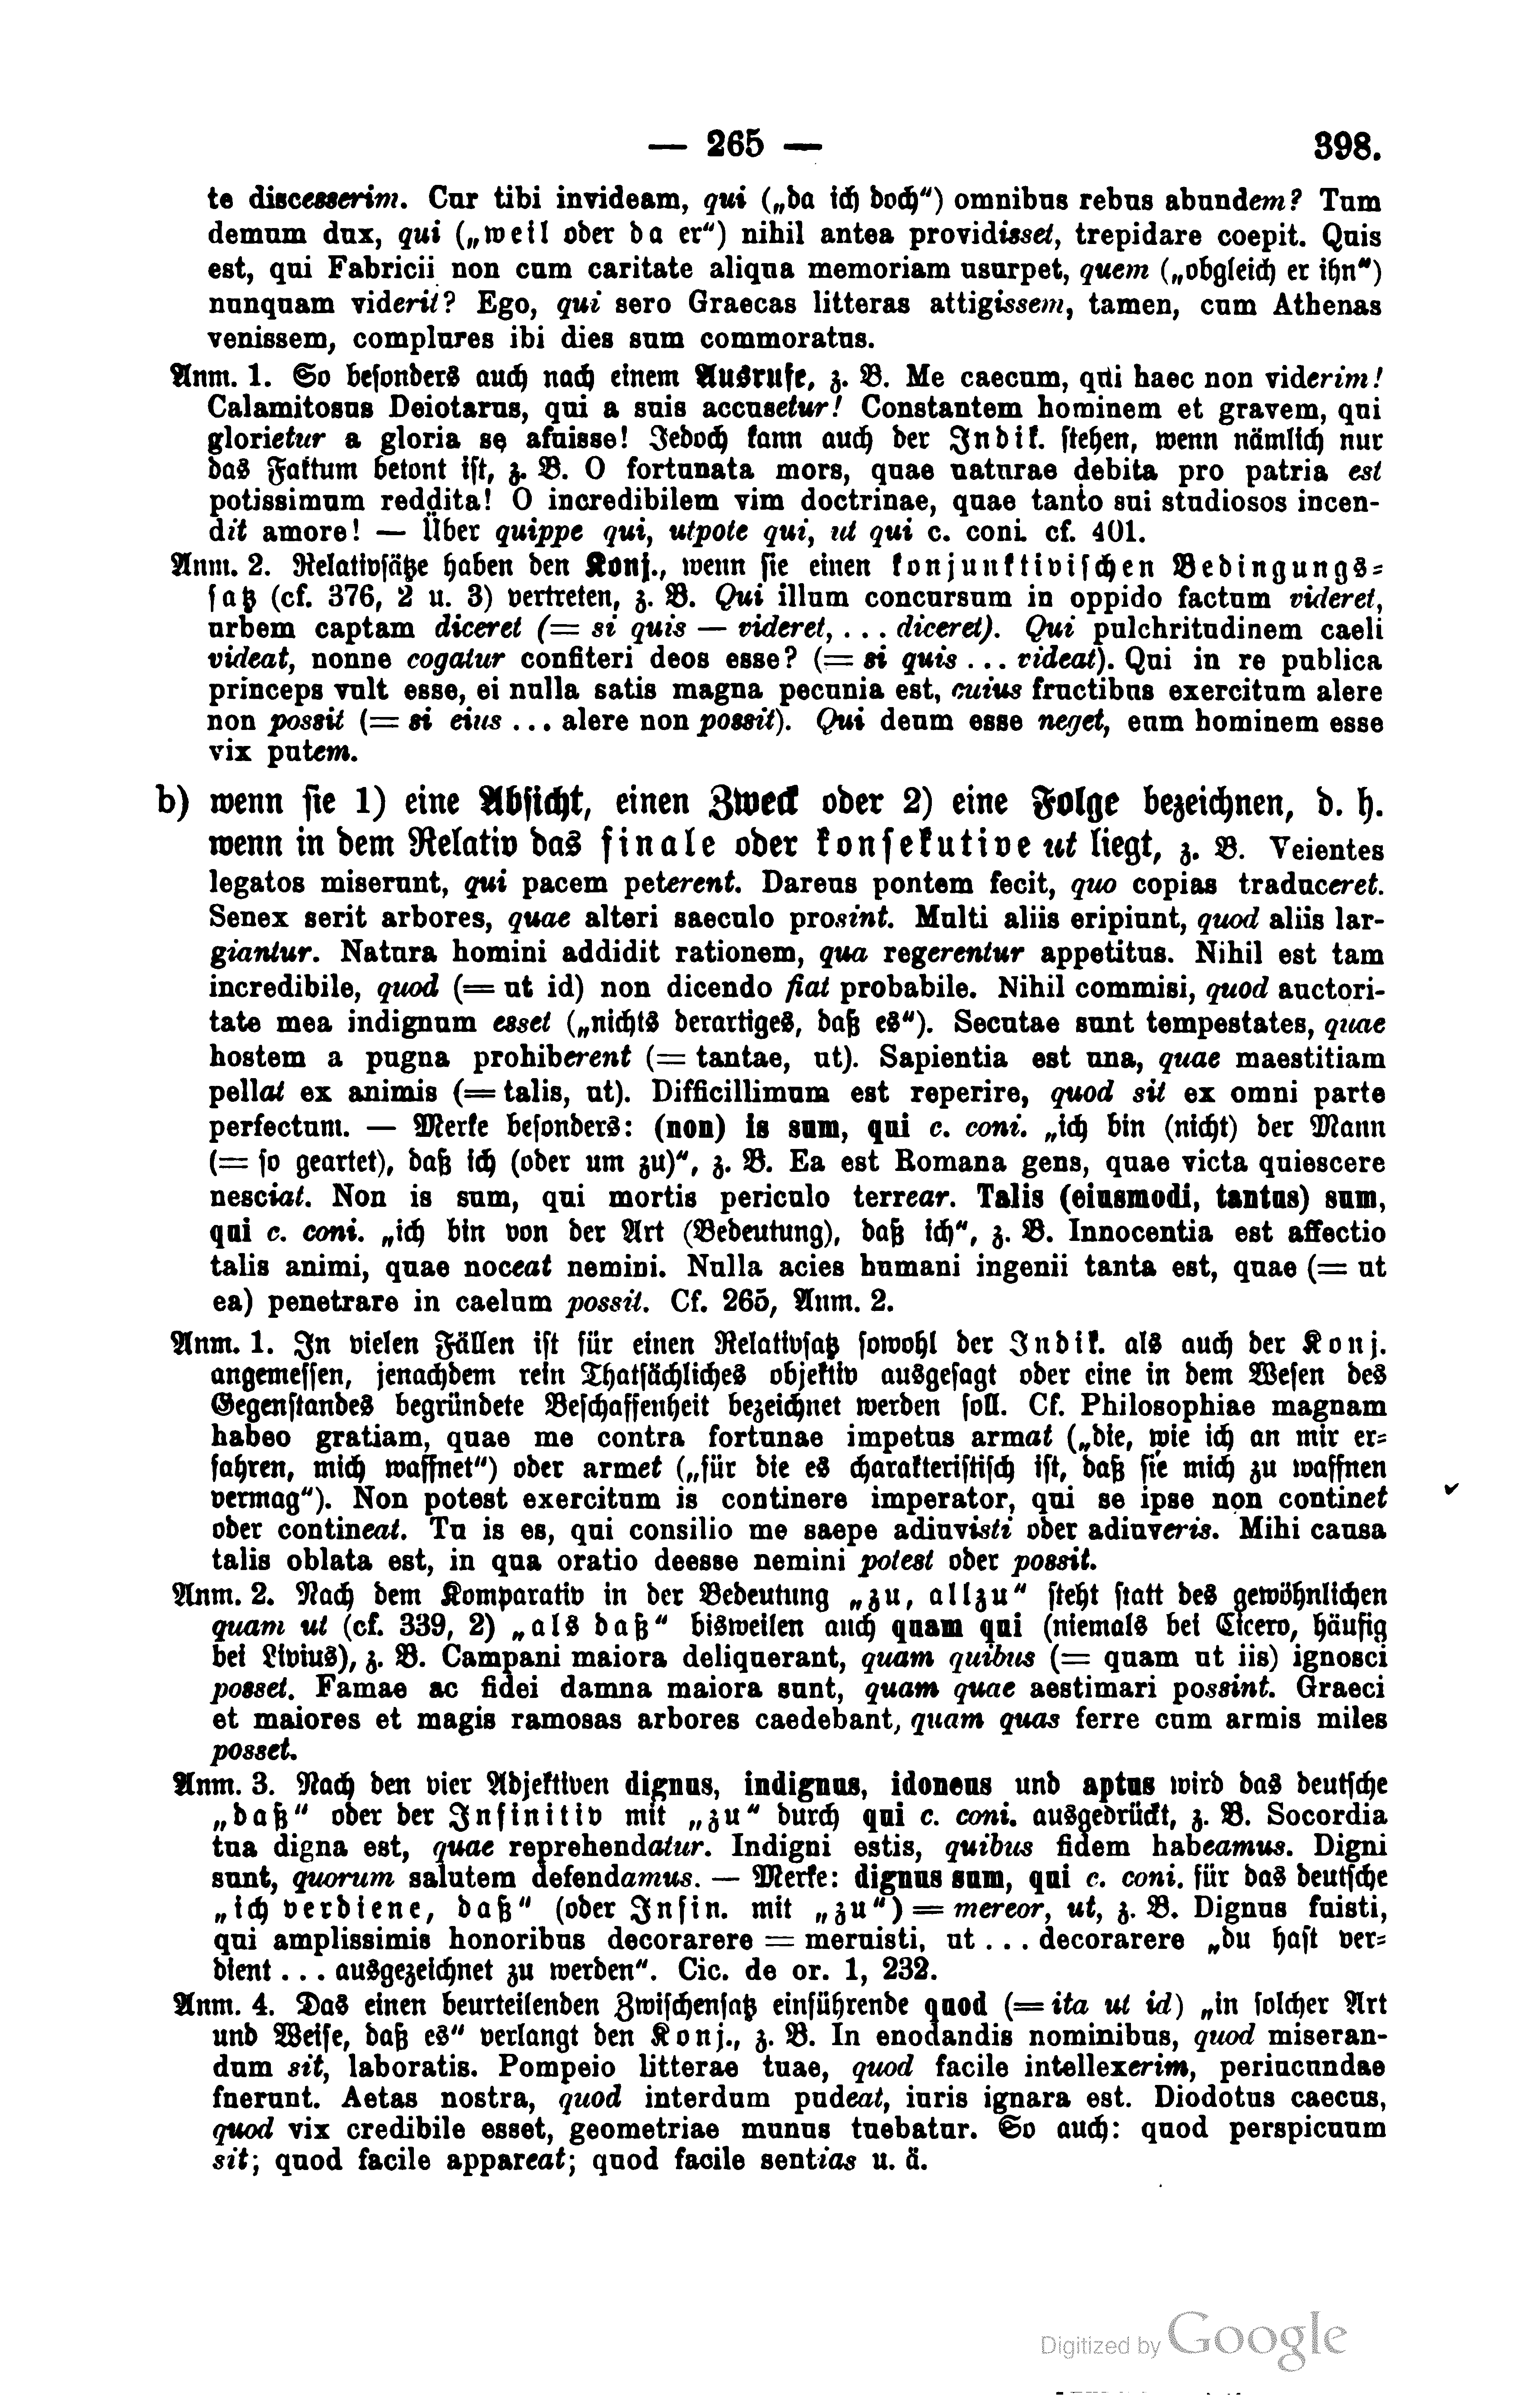 — 265 — 398.
te discesserim. Cur tibi invideam, qui („da ich doch“) omnibus rebus abundem? Tum
demum dux, qui („weil oder da er“) nihil antea providisset, trepidare coepit. Quis
est, qui Fabricii non cum caritate aliqua memoriam usurpet, quem („obgleich er ihn“)
nunquam viderit? Ego, qui sero Graecas litteras attigissem, tamen, cum Athenas
venissem, complures ibi dies sum commoratus.
Anm. 1. So besonders auch nach einem Ausrufe, z. B. Me caecum, qui haec non viderim!
Calamitosus Deiotarus, qui a suis accusetur! Constantem hominem et gravem, qui
glorietur a gloria se afuisse! Jedoch kann auch der Indik. stehen, wenn nämlich nur
das Faktum betont ist, z. B. O fortunata mors, quae naturae debita pro patria est
potissimum reddita! O incredibilem vim doctrinae, quae tanto sui studiosos incen-
dit amore! — Über quippe qui, utpote qui, ut qui c. coni. cf. 401.
Anm. 2. Relativsätze haben den Konj., wenn sie einen konjunktivischen Bedingungs-
satz (cf. 376, 2 u. 3) vertreten, z. B. Qui illum concursum in oppido factum videret,
urbem captam diceret (= si quis — videret, ... diceret). Qui pulchritudinem caeli
videat, nonne cogatur confiteri deos esse? (= si quis ... videat). Qui in re publica
princeps vult esse, ei nulla satis magna pecunia est, cuius fructibus exercitum alere
non possit (= si eius ... alere non possit). Qui deum esse neget, eum hominem esse
vix putem.
b) wenn sie 1) eine Absicht, einen Zweck oder 2) eine Folge bezeichnen, d. h.
wenn in dem Relativ das finale oder konsekutive ut liegt, z. B. Veientes
legatos miserunt, qui pacem peterent. Dareus pontem fecit, quo copias traduceret.
Senex serit arbores, quae alteri saeculo prosint. Multi aliis eripiunt, quod aliis lar-
giantur. Natura homini addidit rationem, qua regerentur appetitus. Nihil est tam
incredibile, quod (= ut id) non dicendo fiat probabile. Nihil commisi, quod auctori-
tate mea indignum esset („nichts derartiges, daß es“). Secutae sunt tempestates, quae
hostem a pugna prohiberent (= tantae, ut). Sapientia est una, quae maestitiam
pellat ex animis (= talis, ut). Difficillimum est reperire, quod sit ex omni parte
perfectum. — Merke besonders: (non) is sum, qui c. coni. „ich bin (nicht) der Mann
(= so geartet), daß ich (oder um zu)“, z. B. Ea est Romana gens, quae victa quiescere
nesciat. Non is sum, qui mortis periculo terrear. Talis (eiusmodi, tantus) sum,
qui c. coni. „ich bin von der Art (Bedeutung), daß ich“, z. B. Innocentia est affectio
talis animi, quae noceat nemini. Nulla acies humani ingenii tanta est, quae (= ut
ea) penetrare in caelum possit. Cf. 265, Anm. 2.
Anm. 1. In vielen Fällen ist für einen Relativsatz sowohl der Indik. als auch der Konj.
angemessen, jenachdem rein Thatsächliches objektiv ausgesagt oder eine in dem Wesen des
Gegenstandes begründete Beschaffenheit bezeichnet werden soll. Cf. Philosophiae magnam
habeo gratiam, quae me contra fortunae impetus armat („die, wie ich an mir er-
fahren, mich waffnet“) oder armet („für die es charakteristisch ist, daß sie mich zu waffnen
vermag“). Non potest exercitum is continere imperator, qui se ipse non continet
oder contineat. Tu is es, qui consilio me saepe adiuvisti oder adiuveris. Mihi causa
talis oblata est, in qua oratio deesse nemini potest oder possit.
Anm. 2. Nach dem Komparativ in der Bedeutung „zu, allzu“ steht statt des gewöhnlichen
quam ut (cf. 339, 2) „als daß“ bisweilen auch quam qui (niemals bei Cicero, häufig
bei Livius), z. B. Campani maiora deliquerant, quam quibus (= quam ut iis) ignosci
posset. Famae ac fidei damna maiora sunt, quam quae aestimari possint. Graeci
et maiores et magis ramosas arbores caedebant, quam quas ferre cum armis miles
posset.
Anm. 3. Nach den vier Adjektiven dignus, indignus, idoneus und aptus wird das deutsche
„daß“ oder der Infinitiv mit „zu“ durch qui c. coni. ausgedrückt, z. B. Socordia
tua digna est, quae reprehendatur. Indigni estis, quibus fidem habeamus. Digni
sunt, quorum salutem defendamus. — Merke: dignus sum, qui c. coni. für das deutsche
„ich verdiene, daß“ (oder Infin. mit „zu“) = mereor, ut, z. B. Dignus fuisti,
qui amplissimis honoribus decorarere = meruisti, ut ... decorarere „du hast ver-
dient ... ausgezeichnet zu werden“. Cic. de or. 1, 232.
Anm. 4. Das einen beurteilenden Zwischensatz einführende quod (= ita ut id) „in solcher Art
und Weise, daß es“ verlangt den Konj., z. B. In enodandis nominibus, quod miseran-
dum sit, laboratis. Pompeio litterae tuae, quod facile intellexerim, periucundae
fuerunt. Aetas nostra, quod interdum pudeat, iuris ignara est. Diodotus caecus,
quod vix credibile esset, geometriae munus tuebatur. So auch: quod perspicuum
sit; quod facile appareat; quod facile sentias u. ä.
Digitized by Google